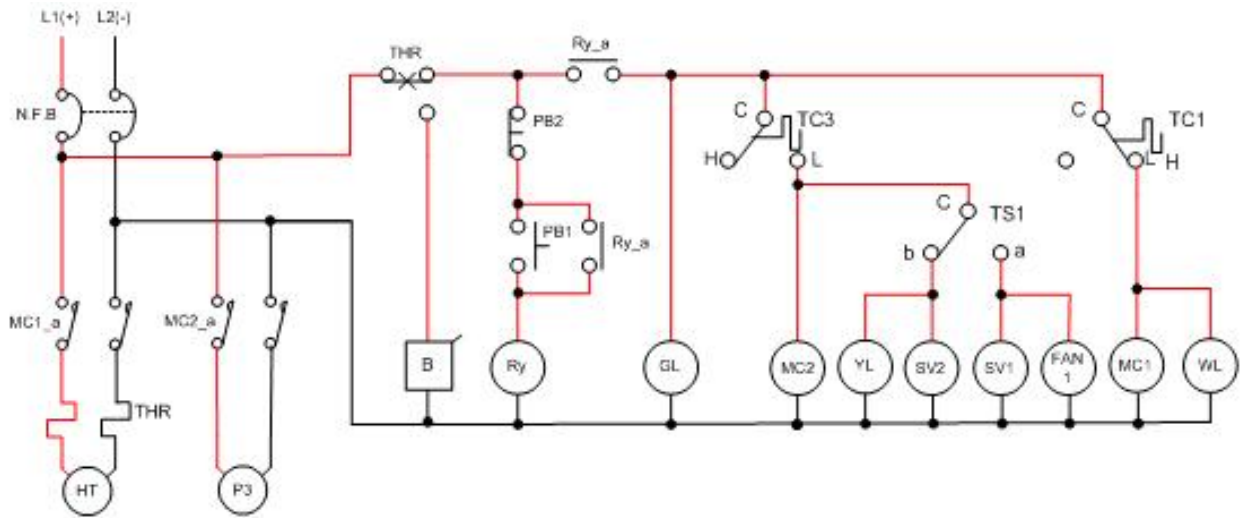 L1(+) L2(-)
N.F.B
THR
Ry_a
PB2
C TC3
H L
C TC1
L H
C TS1
b a
PB1 Ry_a
MC1_a MC2_a
B Ry GL MC2 YL SV2 SV1 FAN 1 MC1 WL
THR
HT P3